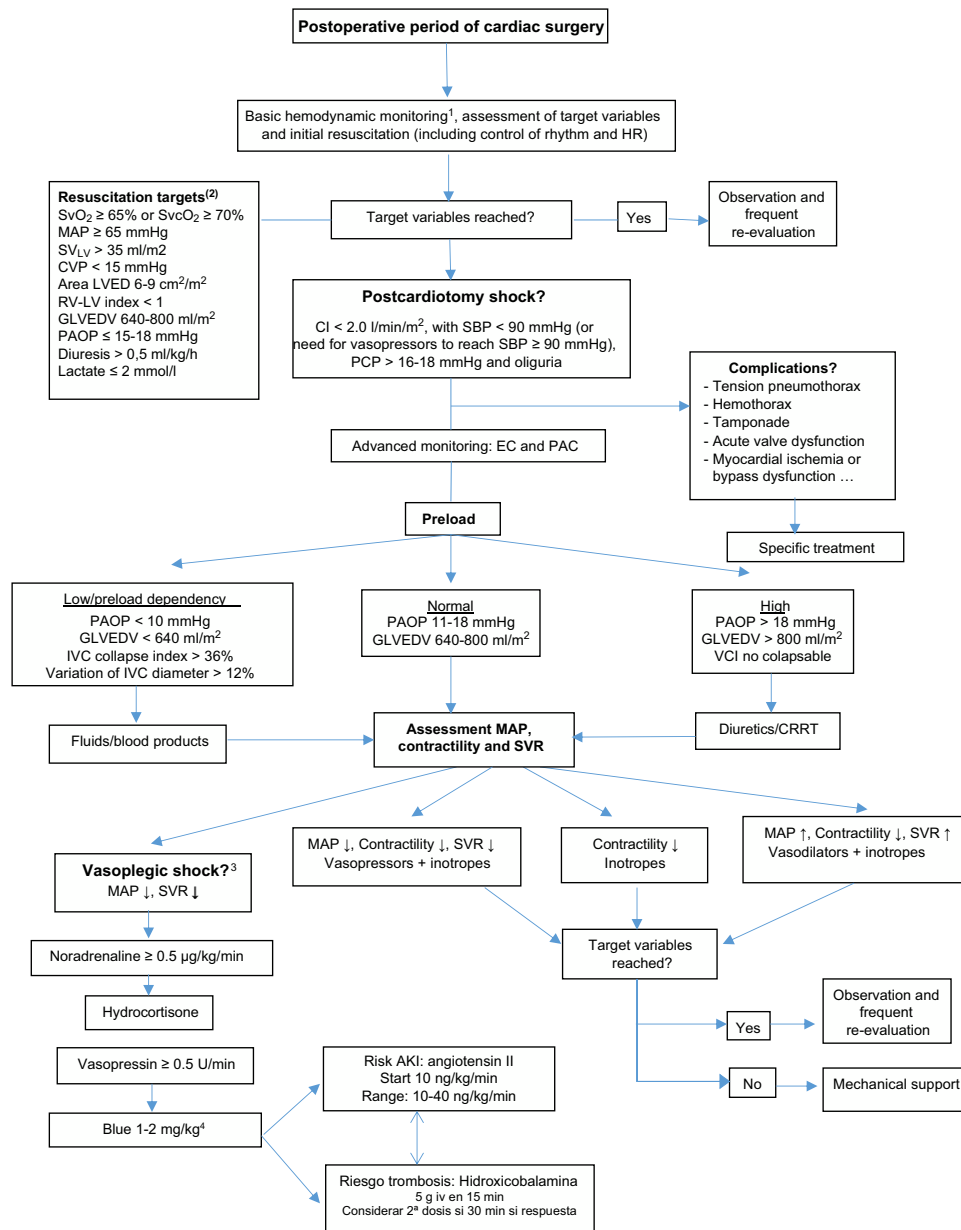 Postoperative period of cardiac surgery
Basic hemodynamic monitoring1, assessment of target variables
and initial resuscitation (including control of rhythm and HR)
Resuscitation targets(2)
SvO2 ≥ 65% or SvcO2 ≥ 70%
MAP ≥ 65 mmHg
SVLV > 35 ml/m2
CVP < 15 mmHg
Area LVED 6-9 cm2/m2
RV-LV index < 1
GLVEDV 640-800 ml/m2
PAOP ≤ 15-18 mmHg
Diuresis > 0,5 ml/kg/h
Lactate ≤ 2 mmol/l
Target variables reached?
Yes
Observation and
frequent
re-evaluation
Postcardiotomy shock?
CI < 2.0 l/min/m2, with SBP < 90 mmHg (or
need for vasopressors to reach SBP ≥ 90 mmHg),
PCP > 16-18 mmHg and oliguria
Complications?
- Tension pneumothorax
- Hemothorax
- Tamponade
- Acute valve dysfunction
- Myocardial ischemia or
bypass dysfunction …
Advanced monitoring: EC and PAC
Preload
Specific treatment
Low/preload dependency
PAOP < 10 mmHg
GLVEDV < 640 ml/m2
IVC collapse index > 36%
Variation of IVC diameter > 12%
Normal
PAOP 11-18 mmHg
GLVEDV 640-800 ml/m2
High
PAOP > 18 mmHg
GLVEDV > 800 ml/m2
VCI no colapsable
Fluids/blood products
Assessment MAP,
contractility and SVR
Diuretics/CRRT
Vasoplegic shock?3
MAP ↓, SVR ↓
MAP ↓, Contractility ↓, SVR ↓
Vasopressors + inotropes
Contractility ↓
Inotropes
MAP ↑, Contractility ↓, SVR ↑
Vasodilators + inotropes
Noradrenaline ≥ 0.5 µg/kg/min
Target variables
reached?
Hydrocortisone
Yes
Observation and
frequent
re-evaluation
Vasopressin ≥ 0.5 U/min
Risk AKI: angiotensin II
Start 10 ng/kg/min
Range: 10-40 ng/kg/min
No
Mechanical support
Blue 1-2 mg/kg4
Riesgo trombosis: Hidroxicobalamina
5 g iv en 15 min
Considerar 2ª dosis si 30 min si respuesta